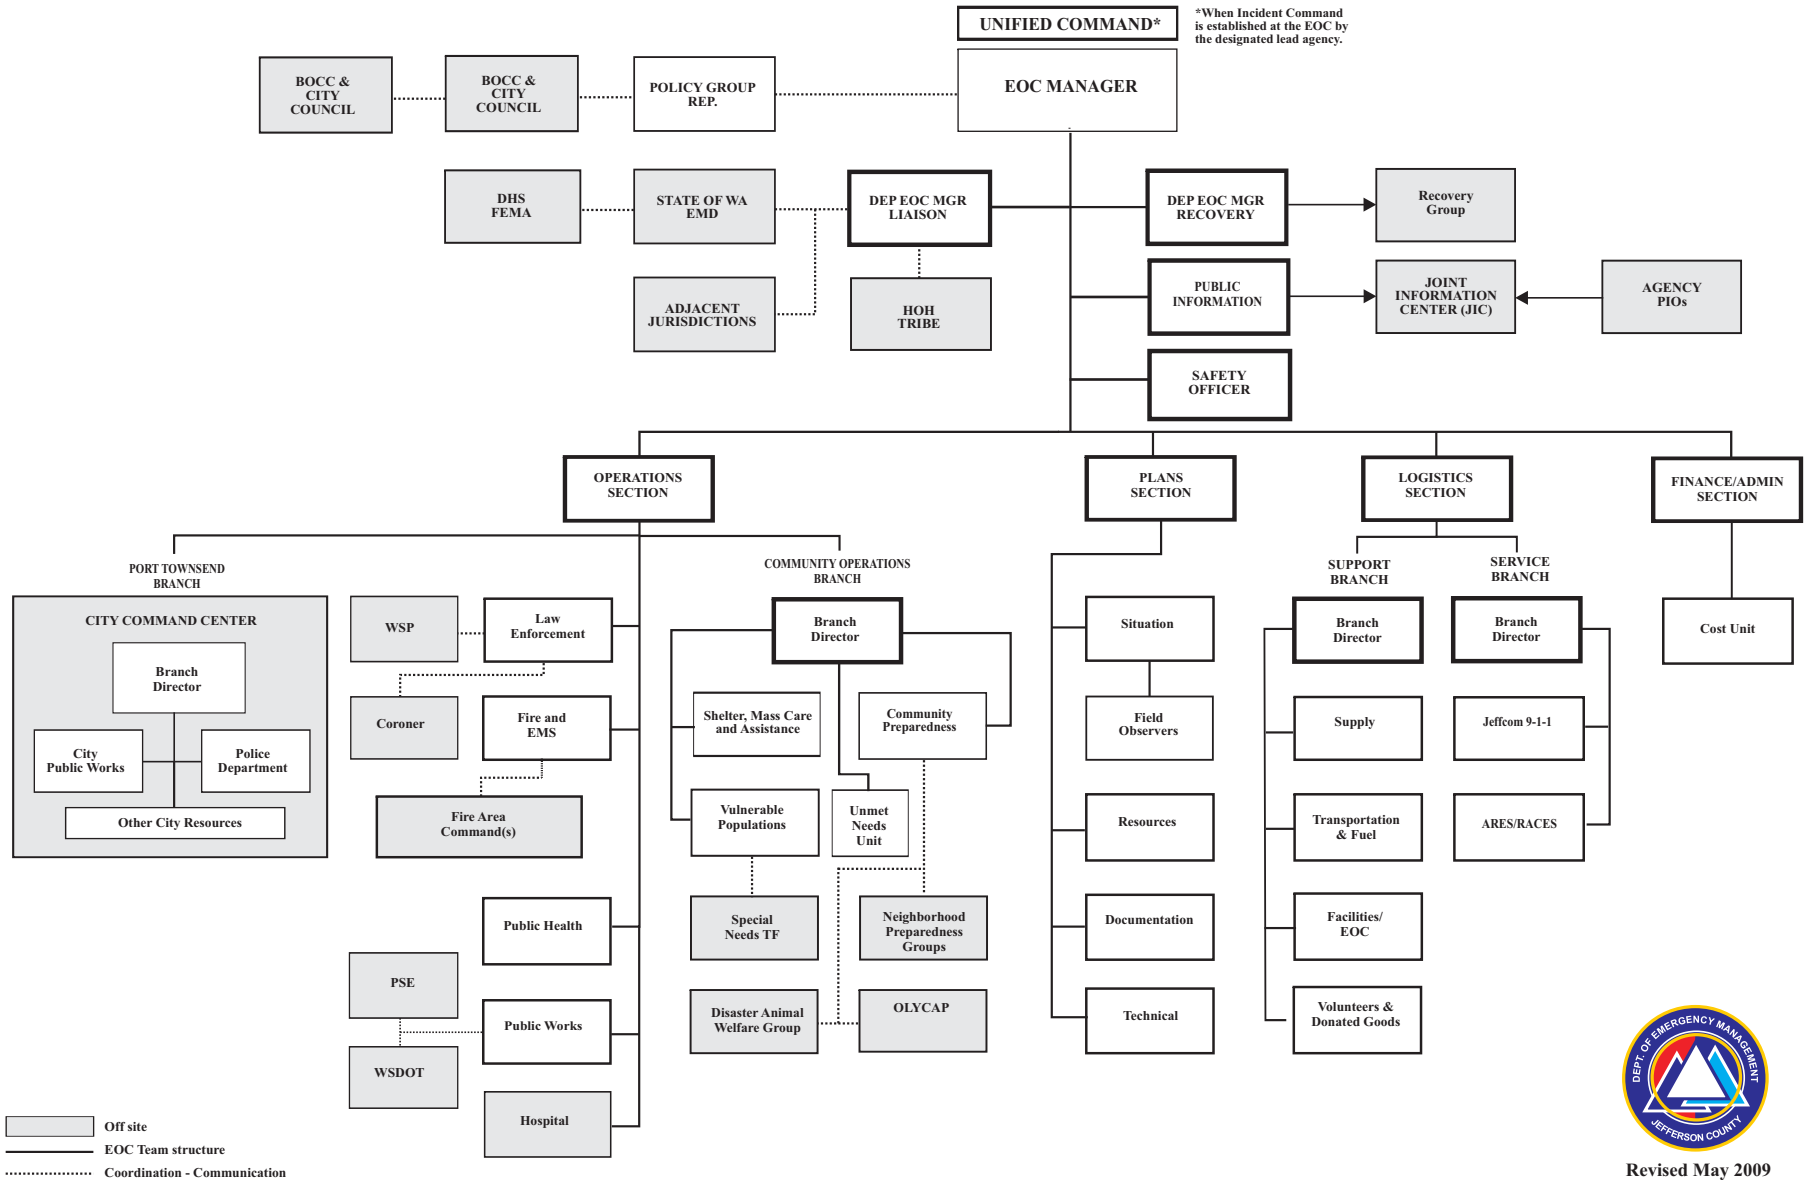 UNIFIED COMMAND*
*When Incident Command
is established at the EOC by
the designated lead agency.
BOCC &
CITY
COUNCIL
BOCC &
CITY
COUNCIL
POLICY GROUP
REP.
EOC MANAGER
DHS
FEMA
STATE OF WA
EMD
DEP EOC MGR
LIAISON
DEP EOC MGR
RECOVERY
Recovery
Group
ADJACENT
JURISDICTIONS
HOH
TRIBE
PUBLIC
INFORMATION
JOINT
INFORMATION
CENTER (JIC)
AGENCY
PIOs
SAFETY
OFFICER
OPERATIONS
SECTION
PLANS
SECTION
LOGISTICS
SECTION
FINANCE/ADMIN
SECTION
PORT TOWNSEND
BRANCH
COMMUNITY OPERATIONS
BRANCH
SUPPORT
BRANCH
SERVICE
BRANCH
CITY COMMAND CENTER
Branch
Director
City
Public Works
Police
Department
Other City Resources
WSP
Law
Enforcement
Coroner
Fire and
EMS
Fire Area
Command(s)
Public Health
PSE
Public Works
WSDOT
Hospital
Branch
Director
Shelter, Mass Care
and Assistance
Community
Preparedness
Vulnerable
Populations
Unmet
Needs
Unit
Special
Needs TF
Neighborhood
Preparedness
Groups
Disaster Animal
Welfare Group
OLYCAP
Situation
Field
Observers
Resources
Documentation
Technical
Branch
Director
Supply
Transportation
& Fuel
Facilities/
EOC
Volunteers &
Donated Goods
Branch
Director
Jeffcom 9-1-1
ARES/RACES
Cost Unit
Off site
EOC Team structure
Coordination - Communication
DEPT. OF EMERGENCY MANAGEMENT
JEFFERSON COUNTY
Revised May 2009